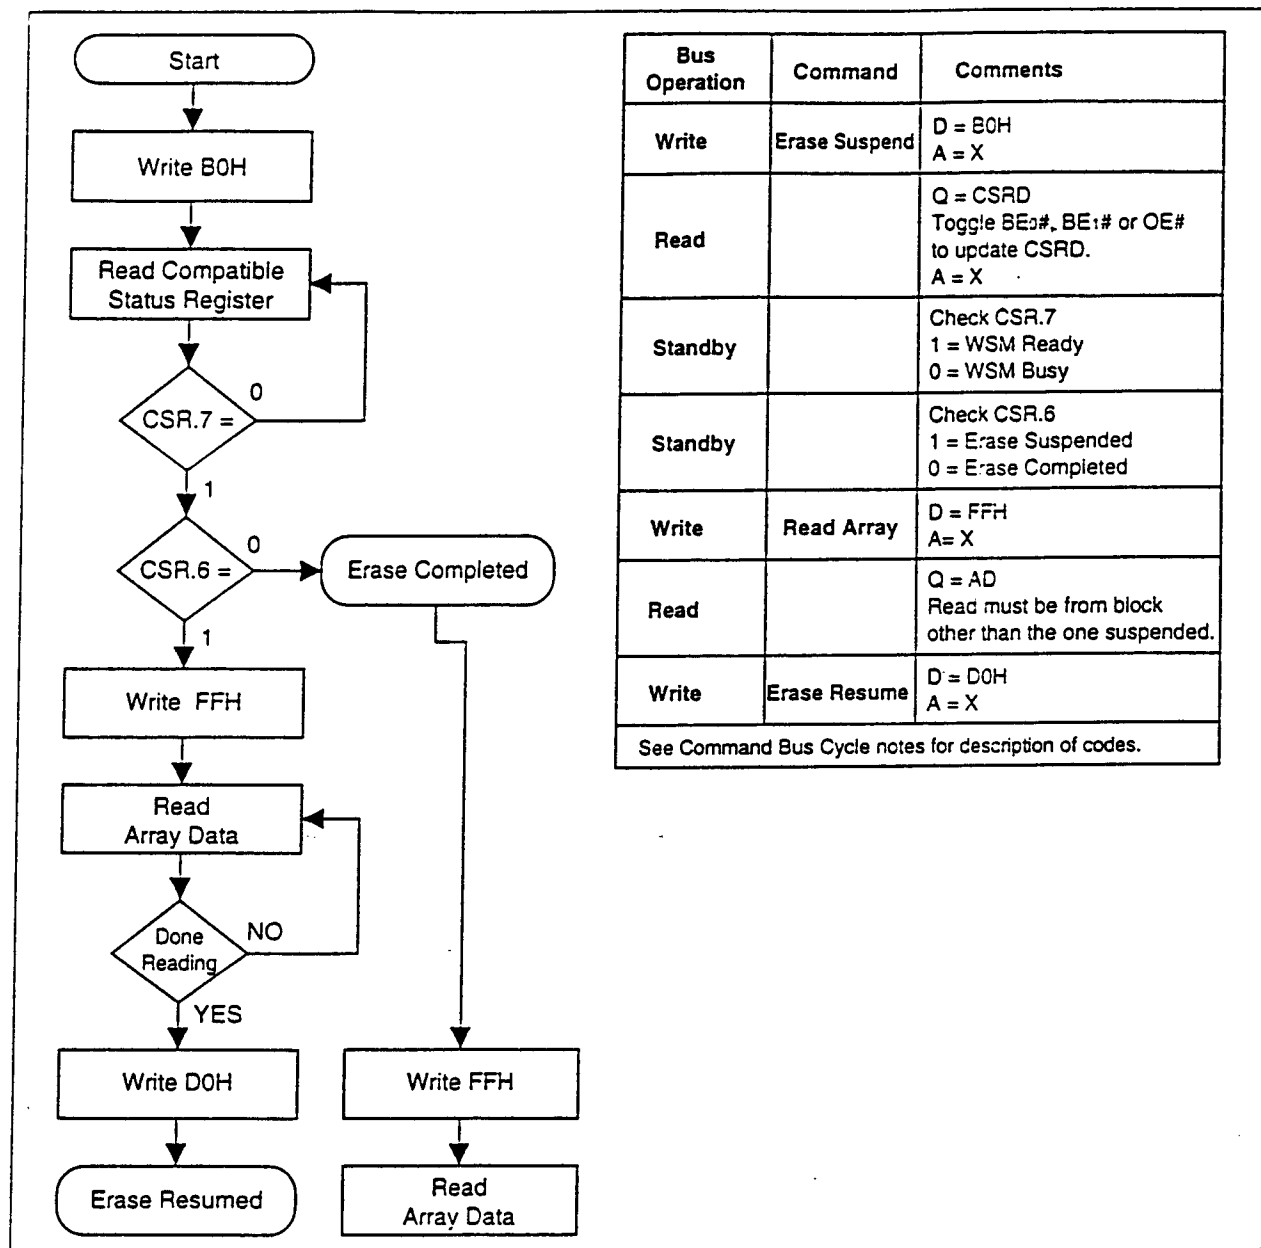 Start
Write B0H
Read Compatible
Status Register
0
CSR.7 =
1
0
CSR.6 =
Erase Completed
1
Write FFH
Read
Array Data
Done
Reading
NO
YES
Write D0H
Write FFH
Erase Resumed
Read
Array Data
Bus
Operation
Command
Comments
Write
Erase Suspend
D = B0H
A = X
Read
Q = CSRD
Toggle BE0#, BE1# or OE#
to update CSRD.
A = X
Standby
Check CSR.7
1 = WSM Ready
0 = WSM Busy
Standby
Check CSR.6
1 = Erase Suspended
0 = Erase Completed
Write
Read Array
D = FFH
A= X
Read
Q = AD
Read must be from block
other than the one suspended.
Write
Erase Resume
D = D0H
A = X
See Command Bus Cycle notes for description of codes.